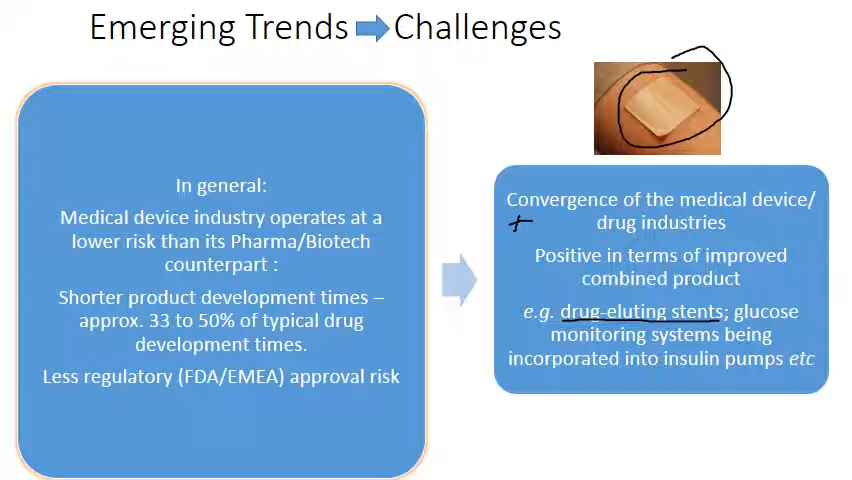 Emerging Trends Challenges
In general:
Medical device industry operates at a
lower risk than its Pharma/Biotech
counterpart :
Shorter product development times –
approx. 33 to 50% of typical drug
development times.
Less regulatory (FDA/EMEA) approval risk
Convergence of the medical device/
drug industries
+
Positive in terms of improved
combined product
e.g. drug-eluting stents; glucose
monitoring systems being
incorporated into insulin pumps etc